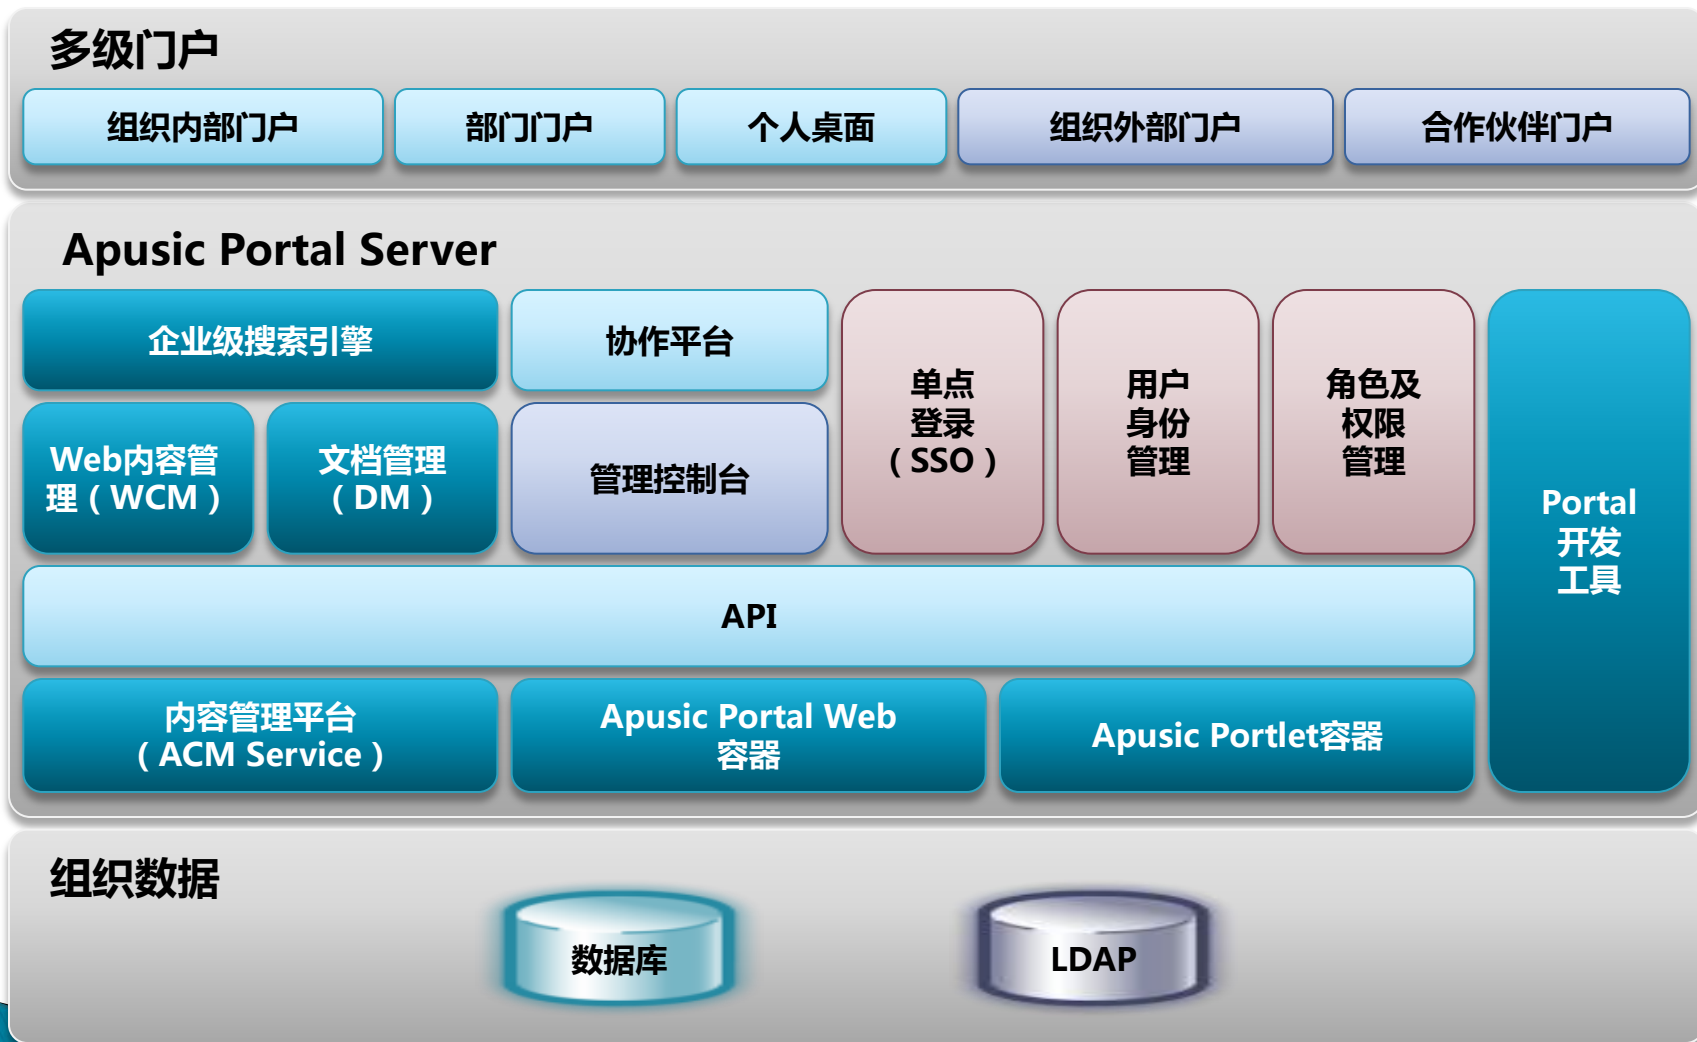 多级门户
组织内部门户
部门门户
个人桌面
组织外部门户
合作伙伴门户
Apusic Portal Server
企业级搜索引擎
协作平台
单点
登录
（SSO）
用户
身份
管理
角色及
权限
管理
Web内容管
理（WCM）
文档管理
（DM）
管理控制台
Portal
开发
工具
API
内容管理平台
（ACM Service）
Apusic Portal Web
容器
Apusic Portlet容器
组织数据
数据库
LDAP